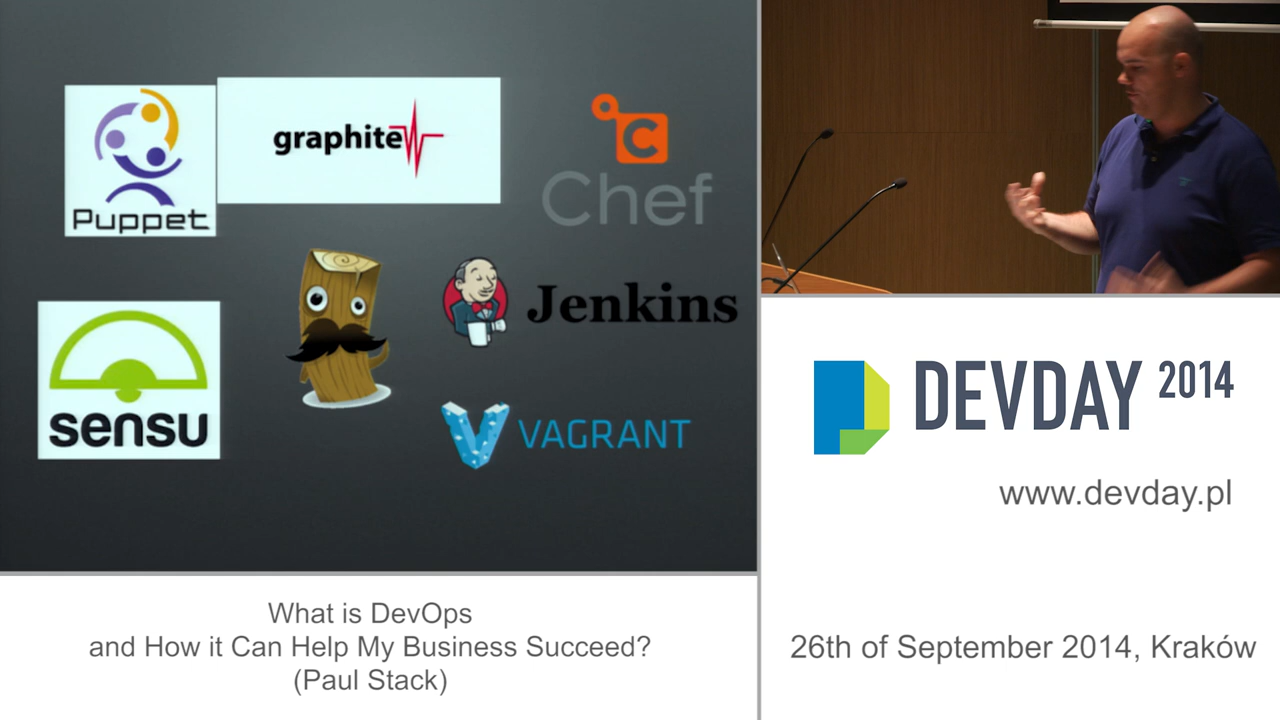 Puppet
graphite
C
Chef
sensu
Jenkins
VAGRANT
What is DevOps
and How it Can Help My Business Succeed?
(Paul Stack)
DEVDAY 2014
www.devday.pl
26th of September 2014, Kraków